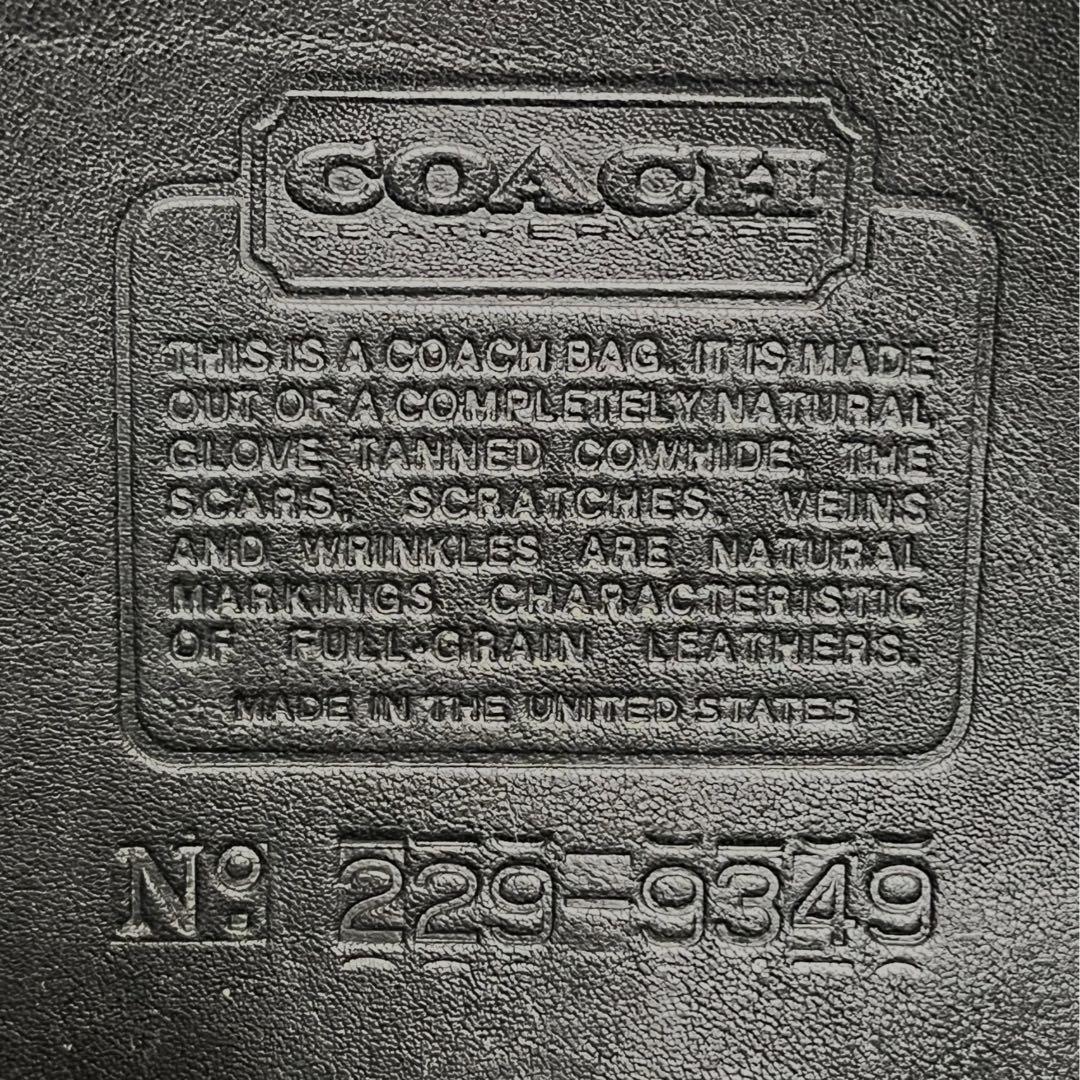 COACH
LEATHERWARE
THIS IS A COACH BAG. IT IS MADE
OUT OF A COMPLETELY NATURAL
GLOVE TANNED COWHIDE. THE
SCARS, SCRATCHES, VEINS
AND WRINKLES ARE NATURAL
MARKINGS CHARACTERISTIC
OF FULL-GRAIN LEATHERS.
MADE IN THE UNITED STATES
No. 229-9349